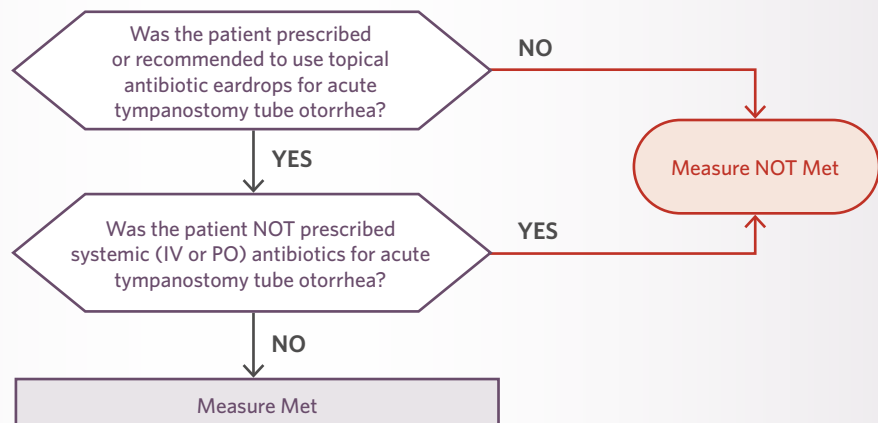 Was the patient prescribed
or recommended to use topical
antibiotic eardrops for acute
tympanostomy tube otorrhea?
NO
Measure NOT Met
YES
Was the patient NOT prescribed
systemic (IV or PO) antibiotics for acute
tympanostomy tube otorrhea?
YES
NO
Measure Met